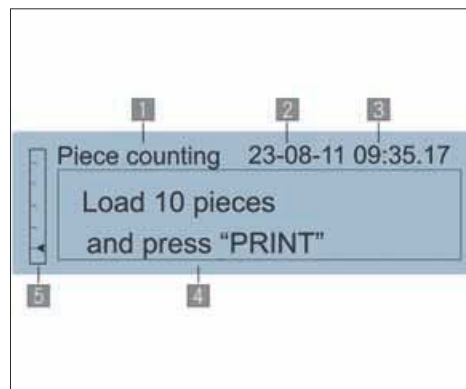 1 2 3
Piece counting 23-08-11 09:35.17
Load 10 pieces
and press “PRINT”
5 4